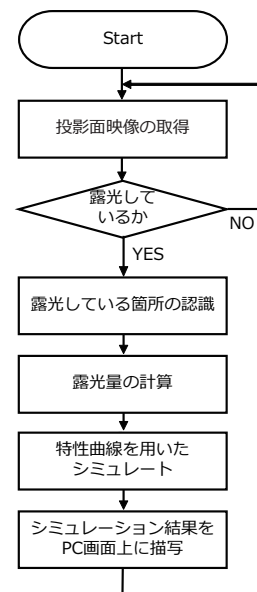 Start
投影面映像の取得
露光して
いるか
NO
YES
露光している箇所の認識
露光量の計算
特性曲線を用いた
シミュレート
シミュレーション結果を
PC画面上に描写